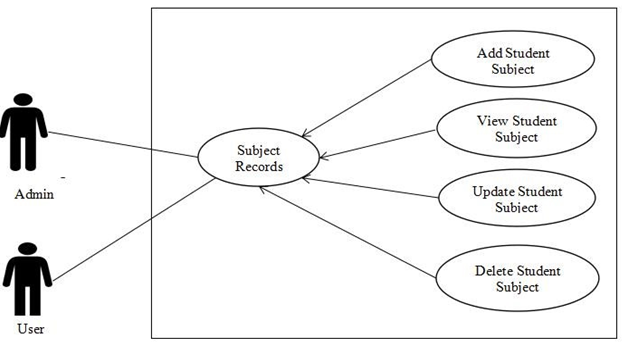 Add Student
Subject
View Student
Subject
Subject
Records
Update Student
Subject
Admin
Delete Student
Subject
User